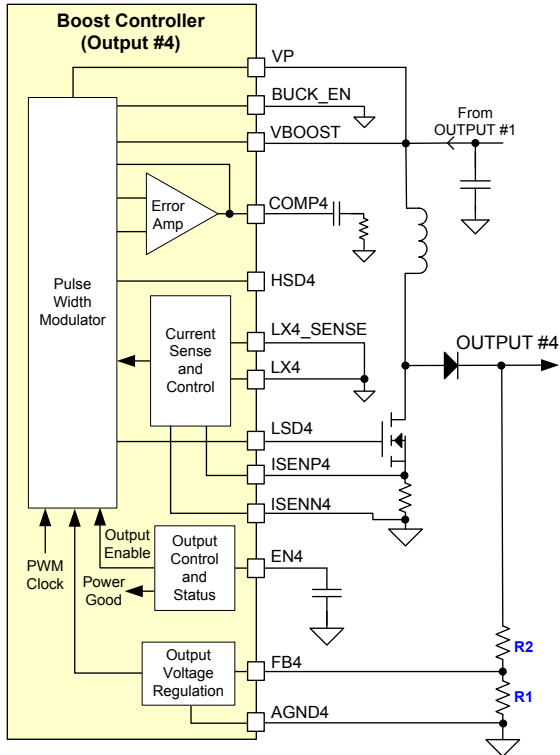 Boost Controller
(Output #4)
VP
BUCK_EN
VBOOST
From
OUTPUT #1
Error
Amp
COMP4
Pulse
Width
Modulator
HSD4
Current
Sense
and
Control
LX4_SENSE
LX4
OUTPUT #4
LSD4
ISENP4
ISENN4
PWM
Clock
Output
Enable
Power
Good
Output
Control
and
Status
EN4
Output
Voltage
Regulation
FB4
AGND4
R2
R1